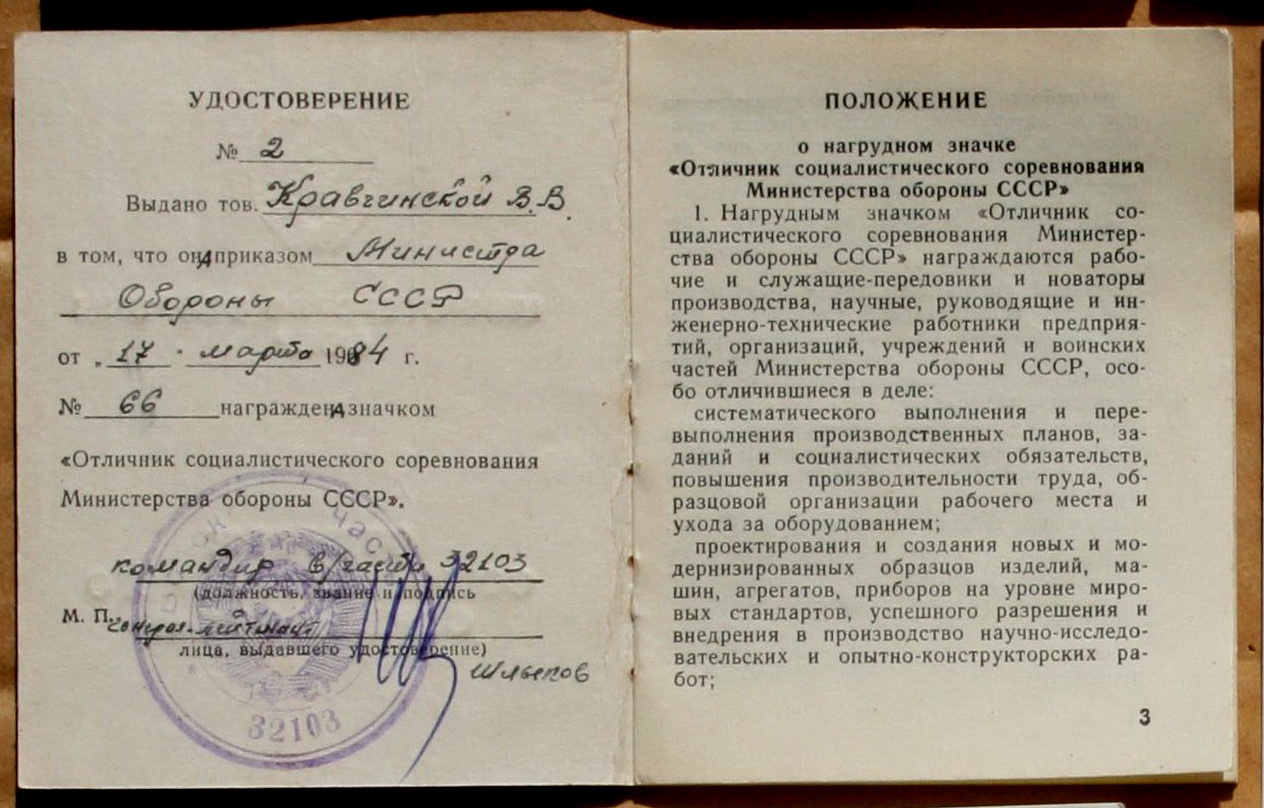 УДОСТОВЕРЕНИЕ
№ 2
Выдано тов. Кравчинской В.В.
в том, что она приказом Министра
Обороны СССР
от „17 " марта 1984 г.
№ 66 награждена значком
«Отличник социалистического соревнования
Министерства обороны СССР».
командир в/части 32103
(должность, звание и подпись
М. П. генерал-лейтенант
лица, выдавшего удостоверение)
Шлыков
32103
ПОЛОЖЕНИЕ
о нагрудном значке
«Отличник социалистического соревнования
Министерства обороны СССР»
1. Нагрудным значком «Отличник со-
циалистического соревнования Министер-
ства обороны СССР» награждаются рабо-
чие и служащие-передовики и новаторы
производства, научные, руководящие и ин-
женерно-технические работники предприя-
тий, организаций, учреждений и воинских
частей Министерства обороны СССР, осо-
бо отличившиеся в деле:
систематического выполнения и пере-
выполнения производственных планов, за-
даний и социалистических обязательств,
повышения производительности труда, об-
разцовой организации рабочего места и
ухода за оборудованием;
проектирования и создания новых и мо-
дернизированных образцов изделий, ма-
шин, агрегатов, приборов на уровне миро-
вых стандартов, успешного разрешения и
внедрения в производство научно-исследо-
вательских и опытно-конструкторских ра-
бот;
3